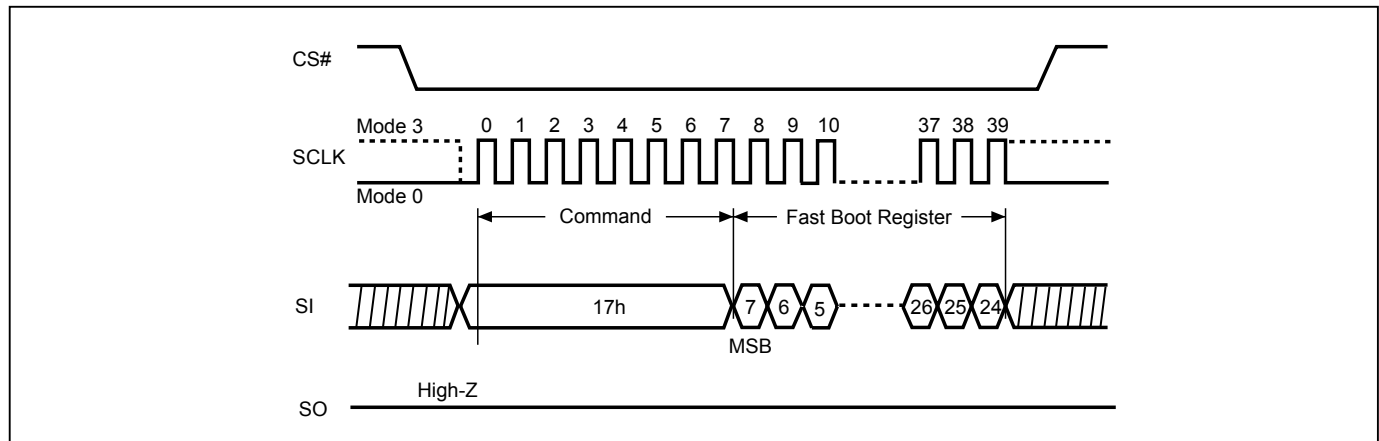 CS#
Mode 3 0 1 2 3 4 5 6 7 8 9 10 37 38 39
SCLK
Mode 0
Command Fast Boot Register
SI 17h 7 6 5 26 25 24
MSB
High-Z
SO